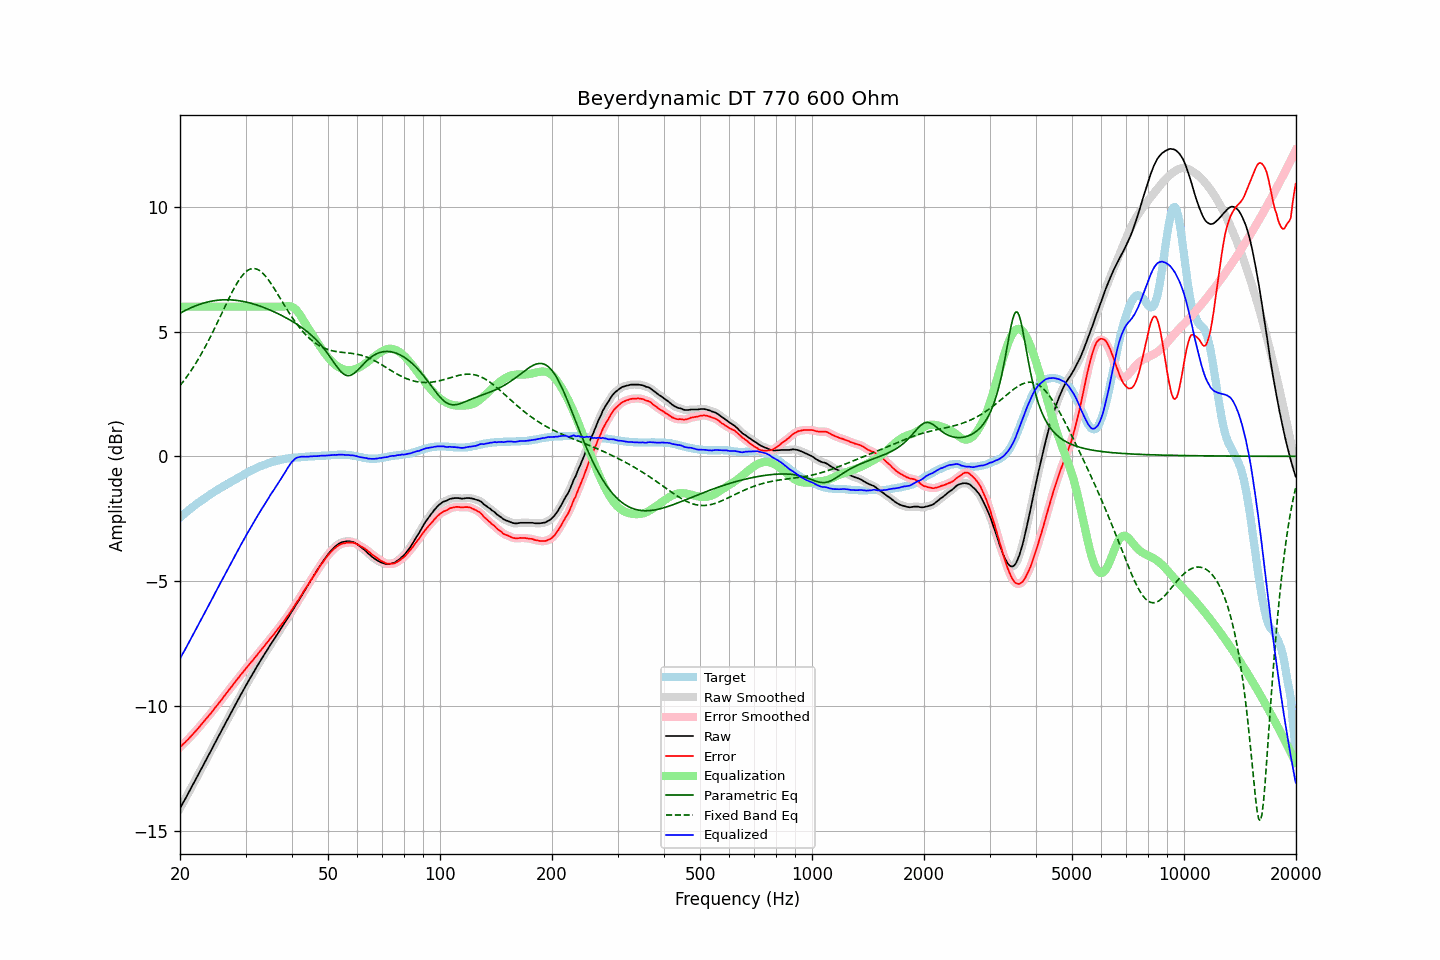 Beyerdynamic DT 770 600 Ohm
Amplitude (dBr)
10
5
0
−5
−10
−15
Target
Raw Smoothed
Error Smoothed
Raw
Error
Equalization
Parametric Eq
Fixed Band Eq
Equalized
20 50 100 200 500 1000 2000 5000 10000 20000
Frequency (Hz)